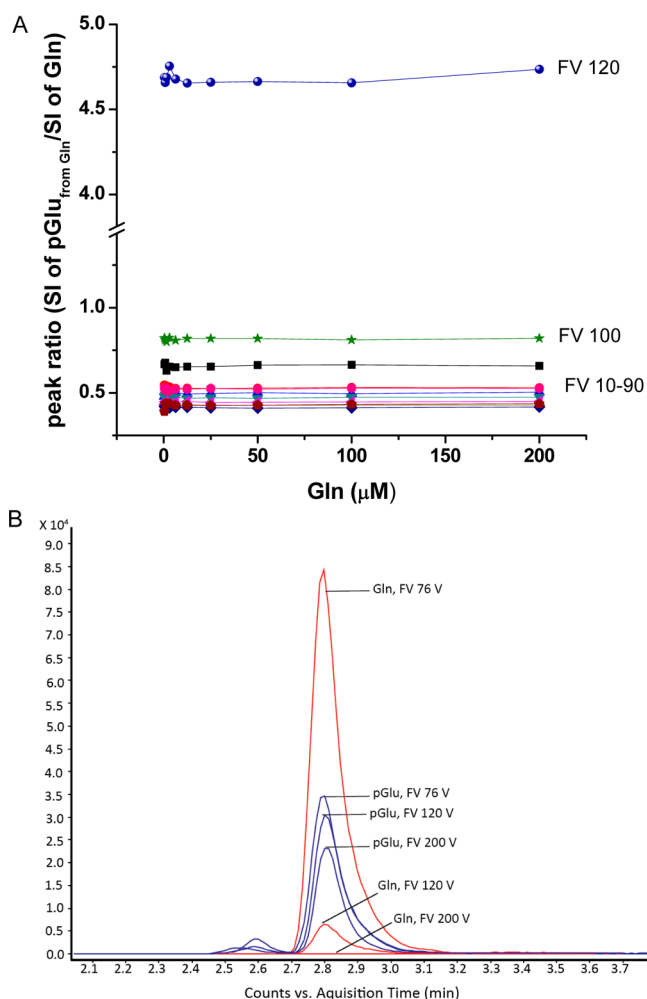 A
peak ratio (SI of pGlu from Gln/SI of Gln)
5.0
4.5
4.0
1.0
0.5
FV 120
FV 100
FV 10-90
0
50
100
150
200
Gln (μM)
B
X 10⁴
9.0
8.5
8.0
7.5
7.0
6.5
6.0
5.5
5.0
4.5
4.0
3.5
3.0
2.5
2.0
1.5
1.0
0.5
0.0
Gln, FV 76 V
pGlu, FV 76 V
pGlu, FV 120 V
pGlu, FV 200 V
Gln, FV 120 V
Gln, FV 200 V
2.1 2.2 2.3 2.4 2.5 2.6 2.7 2.8 2.9 3.0 3.1 3.2 3.3 3.4 3.5 3.6 3.7
Counts vs. Aquisition Time (min)